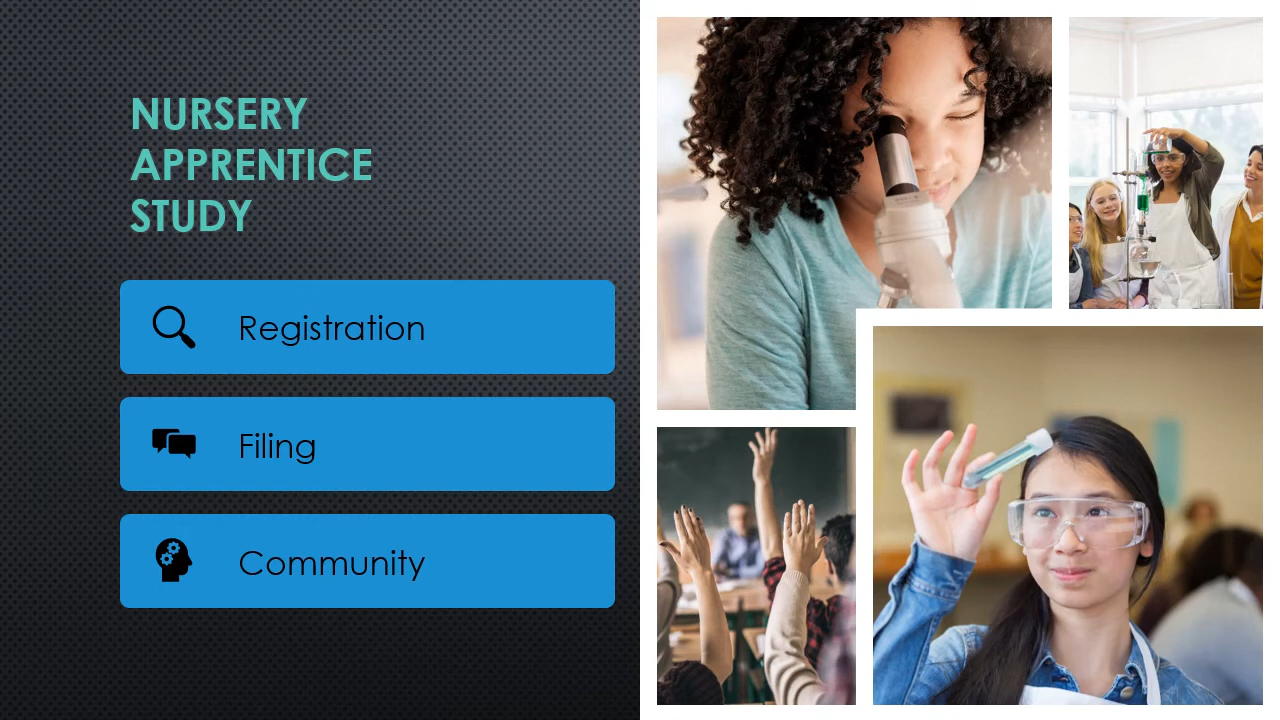 NURSERY
APPRENTICE
STUDY
Registration
Filing
Community